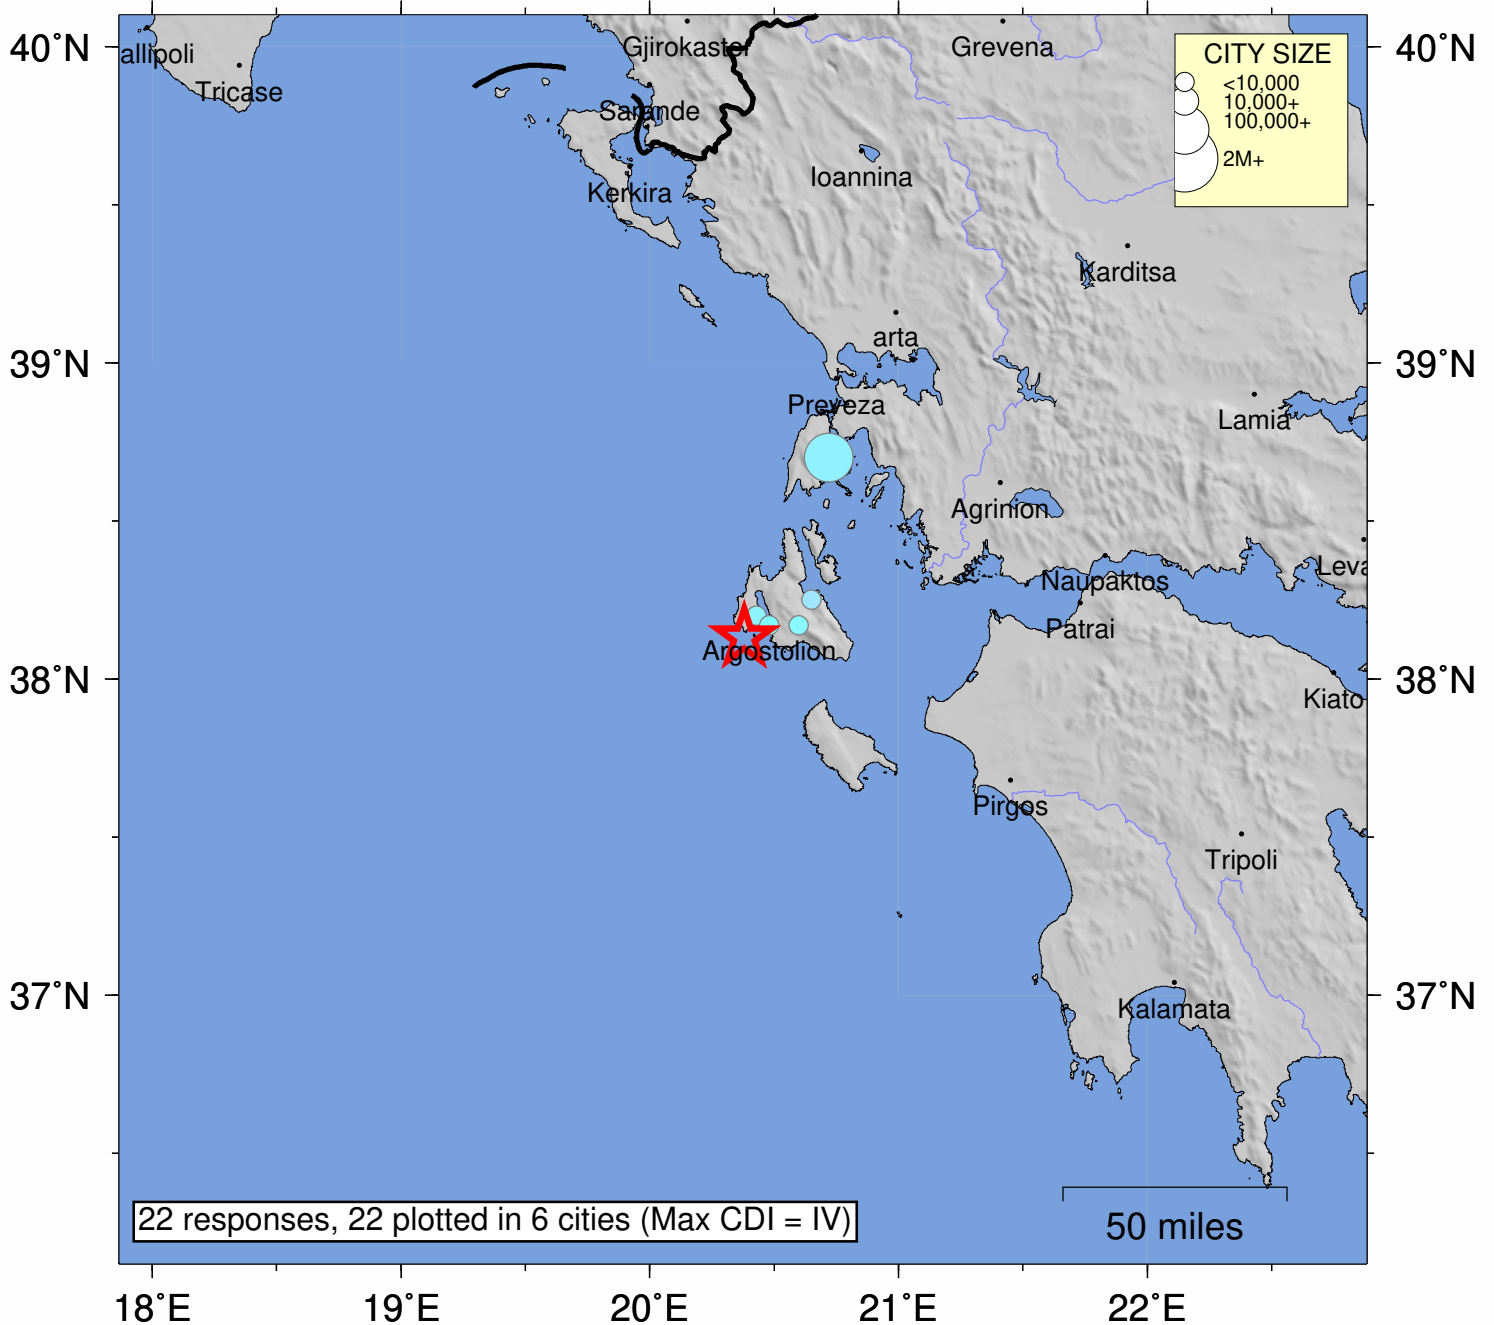 40˚N
40˚N
Gjirokaster
Grevena
allipoli
Tricase
CITY SIZE
<10,000
10,000+
100,000+
2M+
Sarande
Ioannina
Kerkira
Karditsa
arta
39˚N
39˚N
Preveza
Lamia
Agrinion
Leva
Naupaktos
Patrai
Argostolion
38˚N
38˚N
Kiato
Pirgos
Tripoli
37˚N
37˚N
Kalamata
22 responses, 22 plotted in 6 cities (Max CDI = IV)
50 miles
18˚E
19˚E
20˚E
21˚E
22˚E